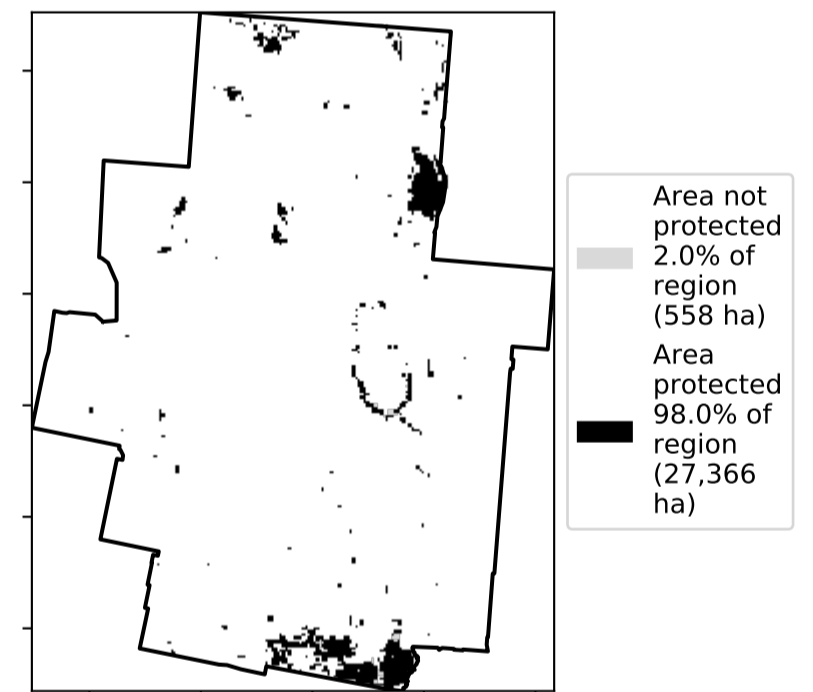 Area not
protected
2.0% of
region
(558 ha)
Area
protected
98.0% of
region
(27,366
ha)